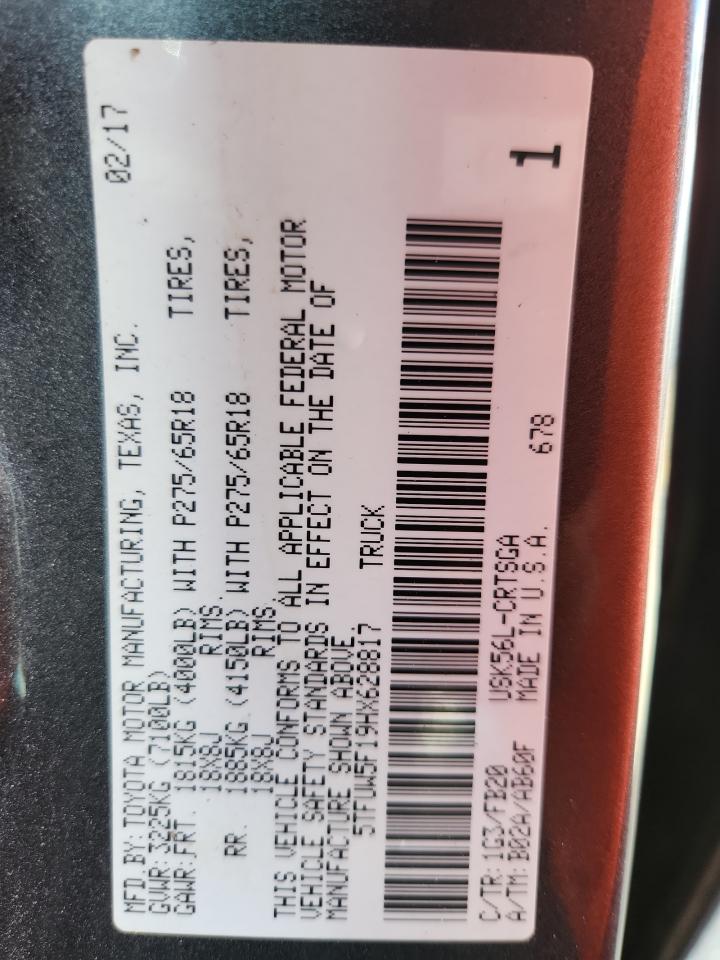 MFD.BY: TOYOTA MOTOR MANUFACTURING, TEXAS, INC. 02/17
GVWR: 3225KG (7100LB)
GAWR: FRT. 1815KG (4000LB) WITH P275/65R18 TIRES,
18X8J RIMS.
RR. 1885KG (4150LB) WITH P275/65R18 TIRES,
18X8J RIMS.
THIS VEHICLE CONFORMS TO ALL APPLICABLE FEDERAL MOTOR
VEHICLE SAFETY STANDARDS IN EFFECT ON THE DATE OF
MANUFACTURE SHOWN ABOVE.
5TFUW5F19HX628817 TRUCK
C/TR: 1G3/FB20 USK56L-CRTSGA 678 1
A/TM: B02A/AB60F MADE IN U.S.A.